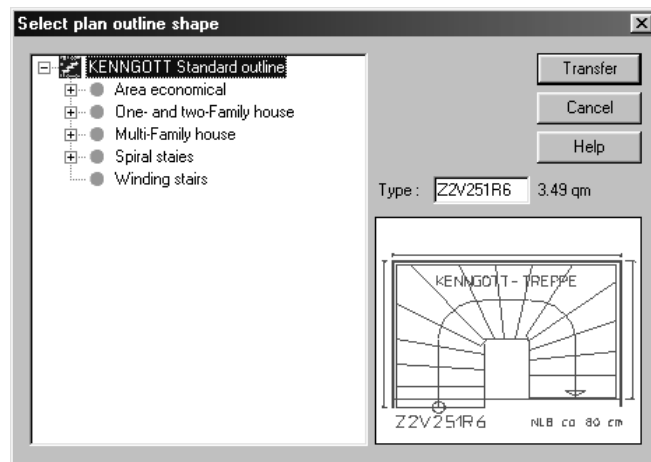 Select plan outline shape
KENNGOTT Standard outline
Area economical
One- and two-Family house
Multi-Family house
Spiral staies
Winding stairs
Transfer
Cancel
Help
Type : Z2V251R6 3.49 qm
KENNGOTT - TREPPE
Z2V251R6 NLB ca 80 cm